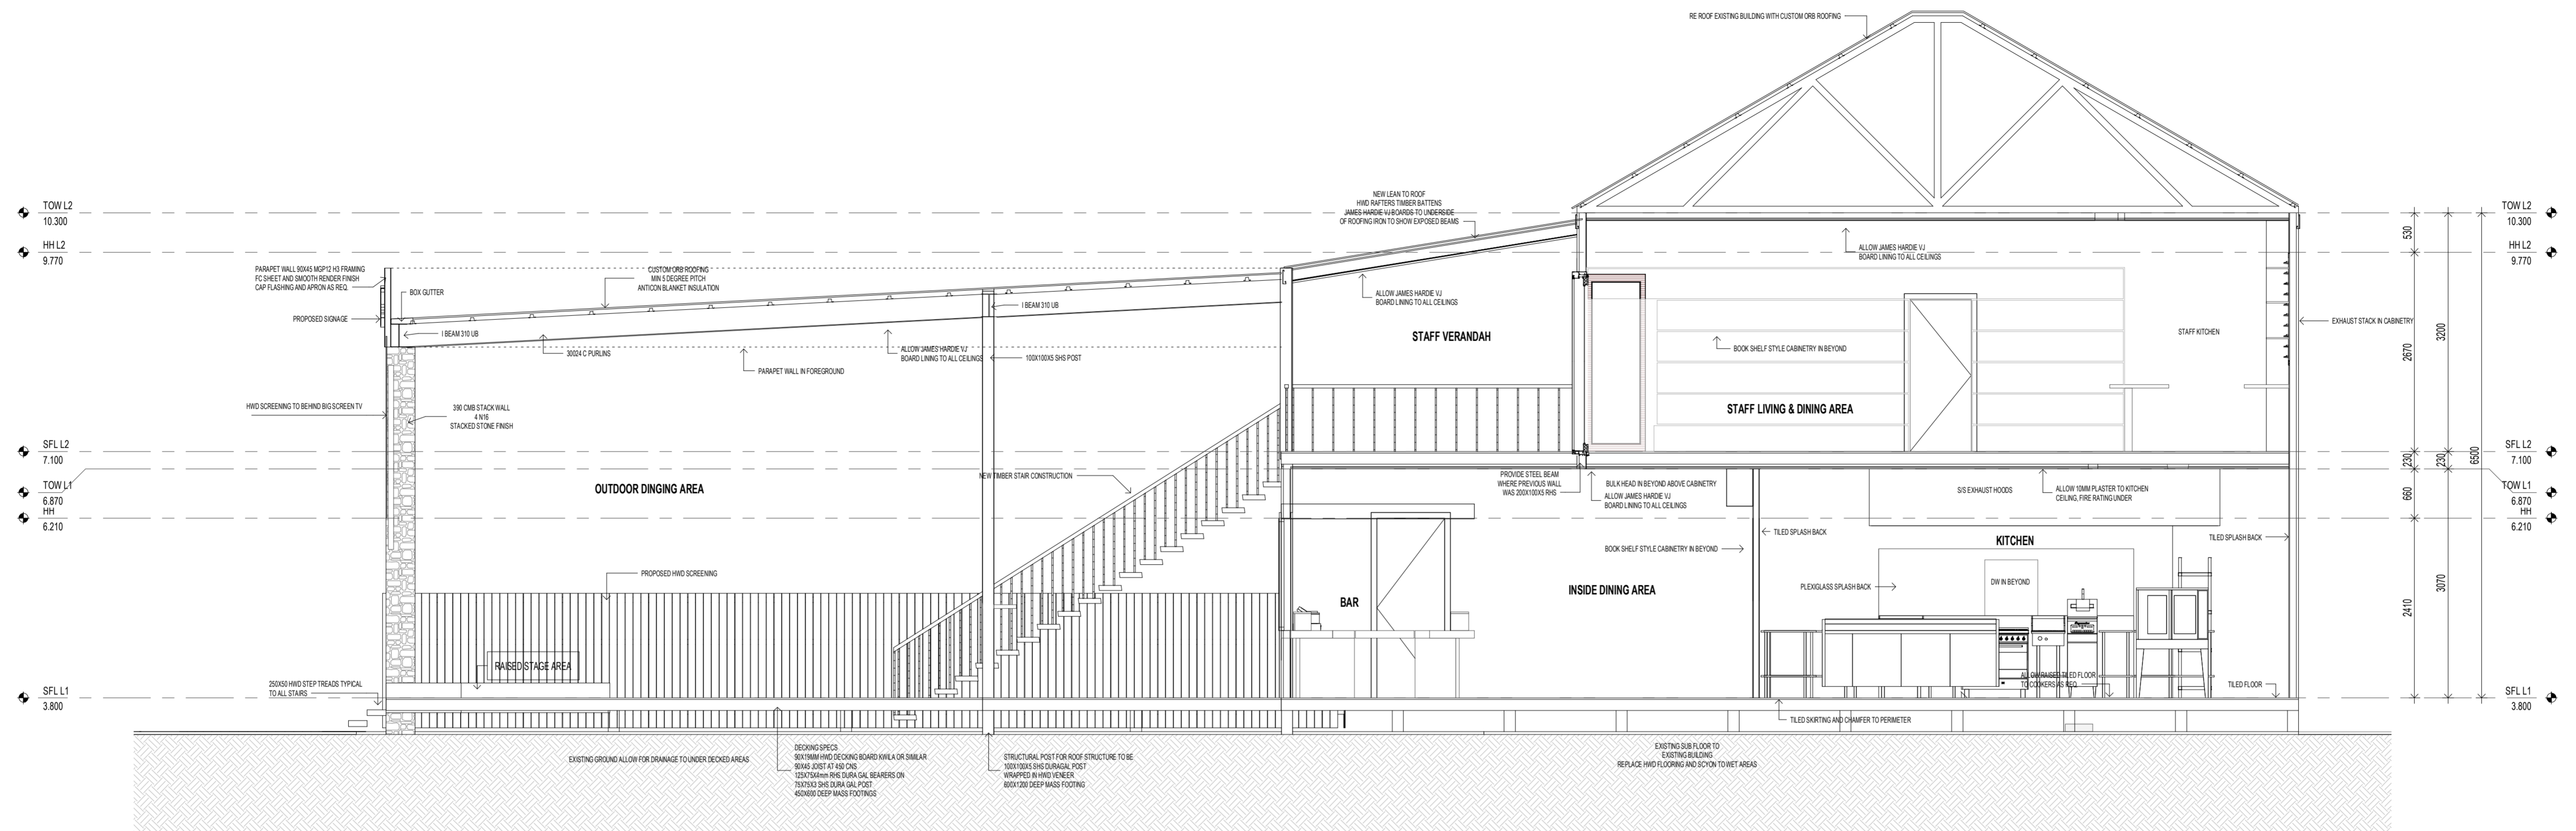 RE ROOF EXISTING BUILDING WITH CUSTOM ORB ROOFING
NEW LEAN TO ROOF
HWD RAFTERS TIMBER BATTENS
JAMES HARDIE VJ BOARDS TO UNDERSIDE
OF ROOFING IRON TO SHOW EXPOSED BEAMS
TOW L2
10.300
HH L2
9.770
SFL L2
7.100
TOW L1
6.870
HH
6.210
SFL L1
3.800
PARAPET WALL 90X45 MGP12 H3 FRAMING
FC SHEET AND SMOOTH RENDER FINISH
CAP FLASHING AND APRON AS REQ.
BOX GUTTER
PROPOSED SIGNAGE
I BEAM 310 UB
CUSTOM ORB ROOFING
MIN 5 DEGREE PITCH
ANTICON BLANKET INSULATION
30024 C PURLINS
PARAPET WALL IN FOREGROUND
ALLOW JAMES HARDIE VJ
BOARD LINING TO ALL CEILINGS
I BEAM 310 UB
100X100X5 SHS POST
HWD SCREENING TO BEHIND BIG SCREEN TV
390 CMB STACK WALL
4 N16
STACKED STONE FINISH
OUTDOOR DINGING AREA
NEW TIMBER STAIR CONSTRUCTION
PROPOSED HWD SCREENING
RAISED STAGE AREA
250X50 HWD STEP TREADS TYPICAL
TO ALL STAIRS
EXISTING GROUND ALLOW FOR DRAINAGE TO UNDER DECKED AREAS
DECKING SPECS
90X19MM HWD DECKING BOARD KWILA OR SIMILAR
90X45 JOIST AT 450 CNS
125X75X4mm RHS DURA GAL BEARERS ON
75X75X3 SHS DURA GAL POST
450X600 DEEP MASS FOOTINGS
STRUCTURAL POST FOR ROOF STRUCTURE TO BE
100X100X5 SHS DURAGAL POST
WRAPPED IN HWD VENEER
600X1200 DEEP MASS FOOTING
ALLOW JAMES HARDIE VJ
BOARD LINING TO ALL CEILINGS
STAFF VERANDAH
ALLOW JAMES HARDIE VJ
BOARD LINING TO ALL CEILINGS
BOOK SHELF STYLE CABINETRY IN BEYOND
STAFF KITCHEN
EXHAUST STACK IN CABINETRY
STAFF LIVING & DINING AREA
PROVIDE STEEL BEAM
WHERE PREVIOUS WALL
WAS 200X100X5 RHS
BULK HEAD IN BEYOND ABOVE CABINETRY
ALLOW JAMES HARDIE VJ
BOARD LINING TO ALL CEILINGS
S/S EXHAUST HOODS
ALLOW 10MM PLASTER TO KITCHEN
CEILING, FIRE RATING UNDER
TILED SPLASH BACK
BOOK SHELF STYLE CABINETRY IN BEYOND
KITCHEN
TILED SPLASH BACK
PLEXIGLASS SPLASH BACK
DW IN BEYOND
BAR
INSIDE DINING AREA
ALLOW RAISED TILED FLOOR
TO COOKERS AS REQ.
TILED FLOOR
TILED SKIRTING AND CHAMFER TO PERIMETER
EXISTING SUB FLOOR TO
EXISTING BUILDING
REPLACE HWD FLOORING AND SCYON TO WET AREAS
530
2670
230
660
2410
3200
230
3070
6500
TOW L2
10.300
HH L2
9.770
SFL L2
7.100
TOW L1
6.870
HH
6.210
SFL L1
3.800